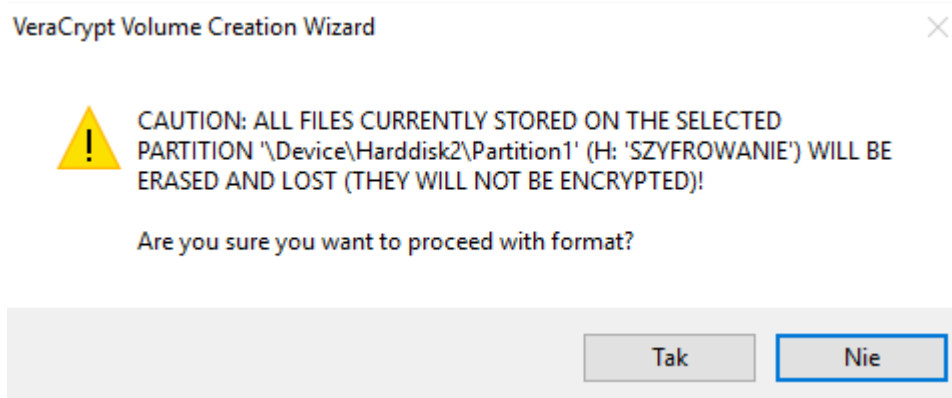 VeraCrypt Volume Creation Wizard
CAUTION: ALL FILES CURRENTLY STORED ON THE SELECTED
PARTITION '\Device\Harddisk2\Partition1' (H: 'SZYFROWANIE') WILL BE
ERASED AND LOST (THEY WILL NOT BE ENCRYPTED)!
Are you sure you want to proceed with format?
Tak
Nie